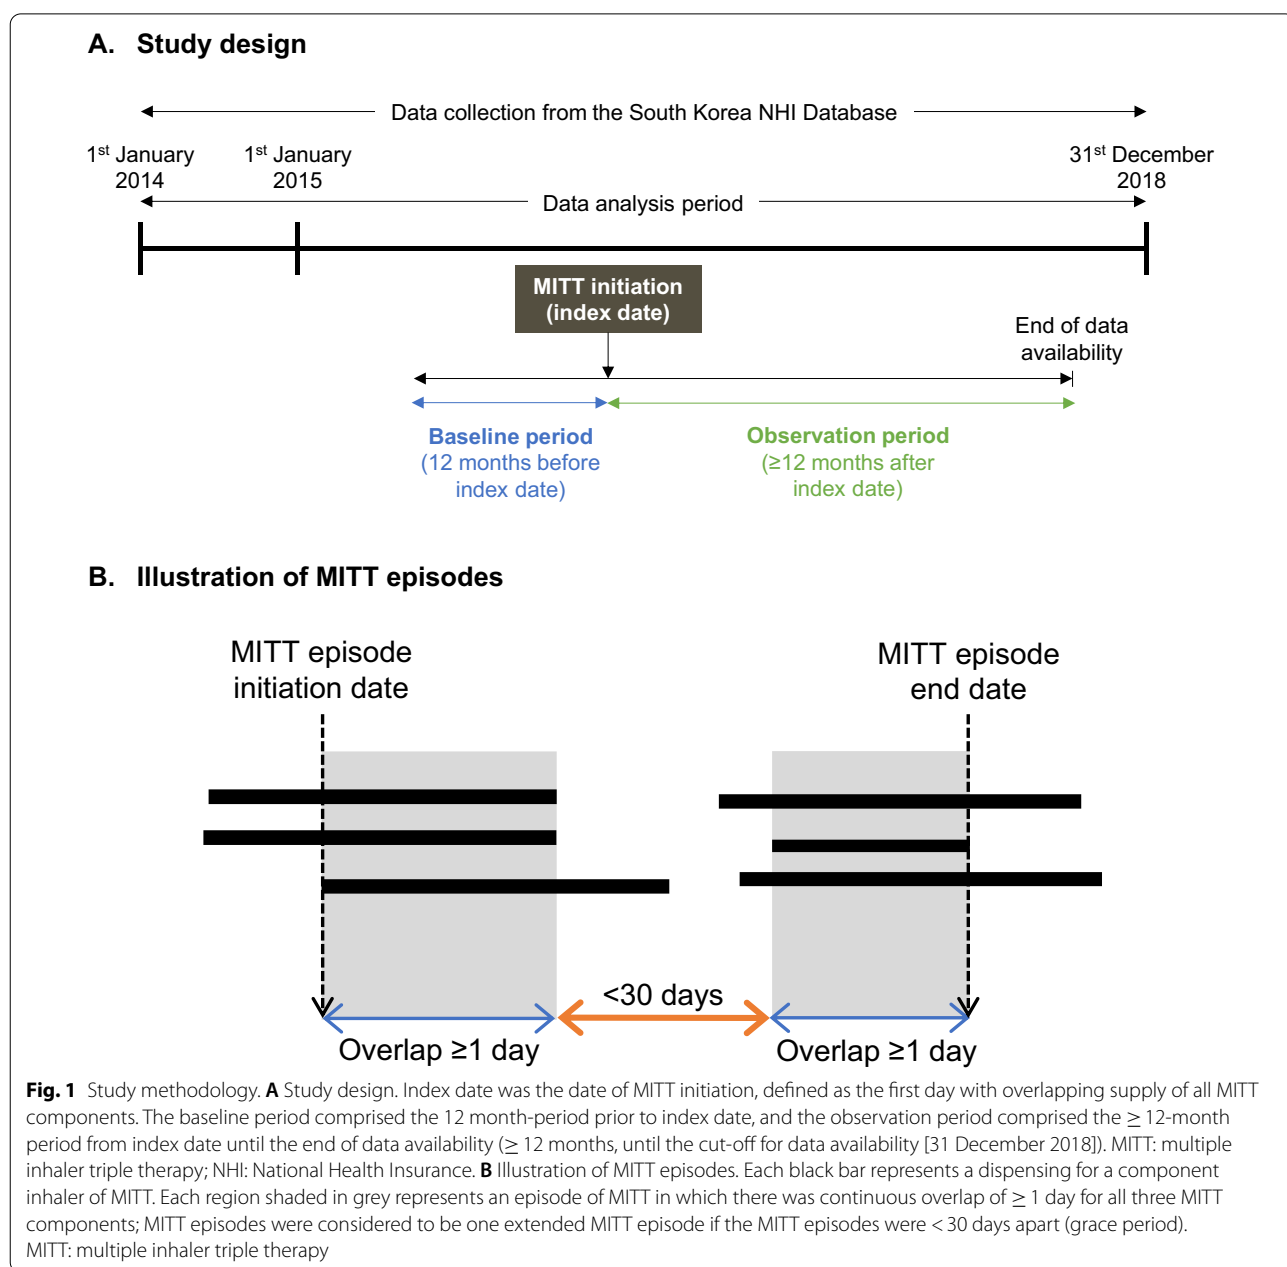 A. Study design
Data collection from the South Korea NHI Database
1st January
2014
1st January
2015
31st December
2018
Data analysis period
MITT initiation
(index date)
End of data
availability
Baseline period
(12 months before
index date)
Observation period
(≥12 months after
index date)
B. Illustration of MITT episodes
MITT episode
initiation date
MITT episode
end date
<30 days
Overlap ≥1 day
Overlap ≥1 day
Fig. 1 Study methodology. A Study design. Index date was the date of MITT initiation, defined as the first day with overlapping supply of all MITT
components. The baseline period comprised the 12 month-period prior to index date, and the observation period comprised the ≥ 12-month
period from index date until the end of data availability (≥ 12 months, until the cut-off for data availability [31 December 2018]). MITT: multiple
inhaler triple therapy; NHI: National Health Insurance. B Illustration of MITT episodes. Each black bar represents a dispensing for a component
inhaler of MITT. Each region shaded in grey represents an episode of MITT in which there was continuous overlap of ≥ 1 day for all three MITT
components; MITT episodes were considered to be one extended MITT episode if the MITT episodes were < 30 days apart (grace period).
MITT: multiple inhaler triple therapy